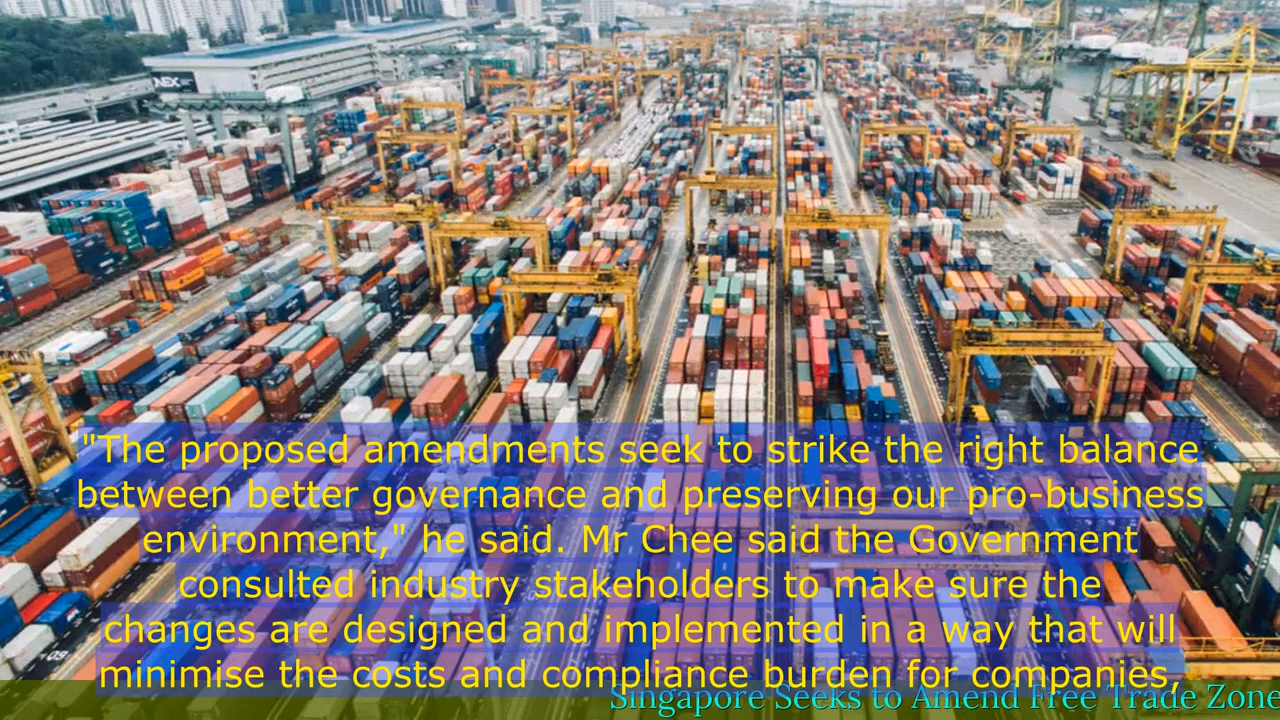 NEX
"The proposed amendments seek to strike the right balance
between better governance and preserving our pro-business
environment," he said. Mr Chee said the Government
consulted industry stakeholders to make sure the
changes are designed and implemented in a way that will
minimise the costs and compliance burden for companies,
Singapore Seeks to Amend Free Trade Zone